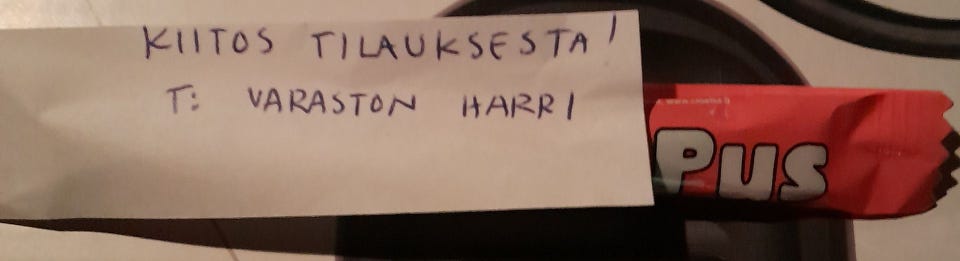 KIITOS TILAUKSESTA!
T: VARASTON HARRI
PUS